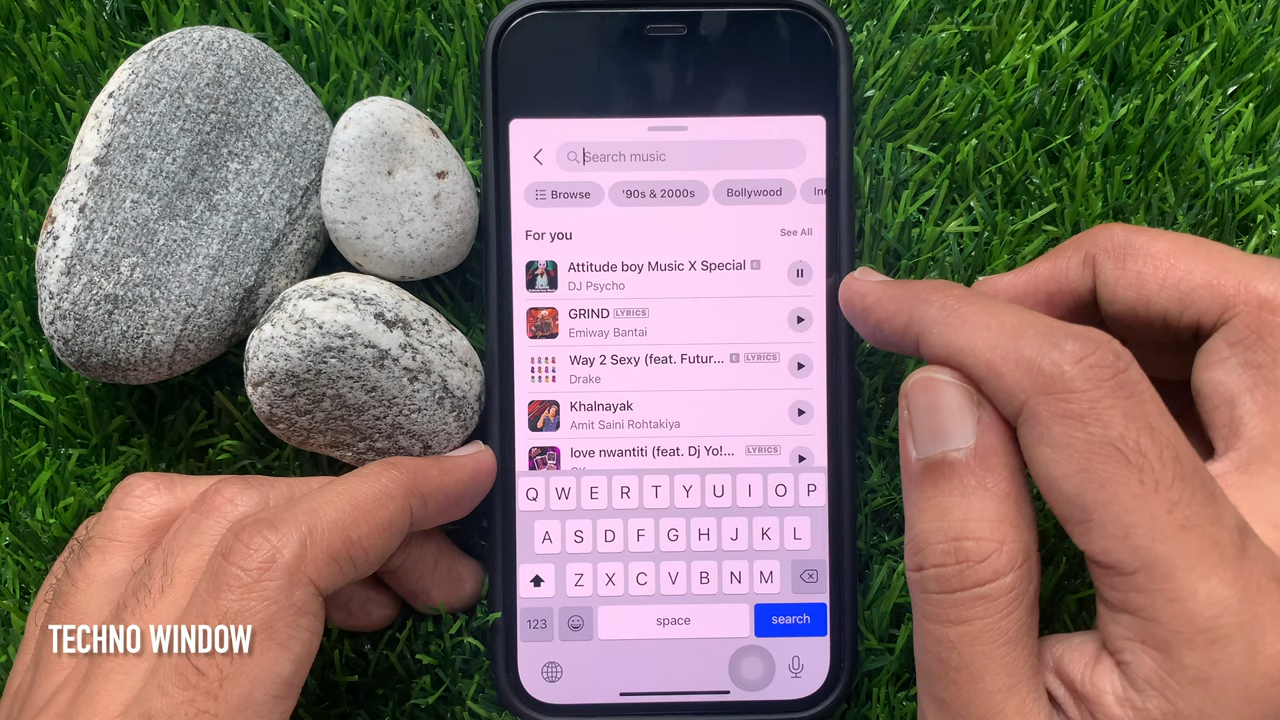 Search music
Browse
'90s & 2000s
Bollywood
For you
See All
Attitude boy Music X Special E
DJ Psycho
GRIND LYRICS
Emiway Bantai
Way 2 Sexy (feat. Futur... E LYRICS
Drake
Khalnayak
Amit Saini Rohtakiya
love nwantiti (feat. Dj Yo!... LYRICS
Q W E R T Y U I O P
A S D F G H J K L
Z X C V B N M
123
space
search
TECHNO WINDOW